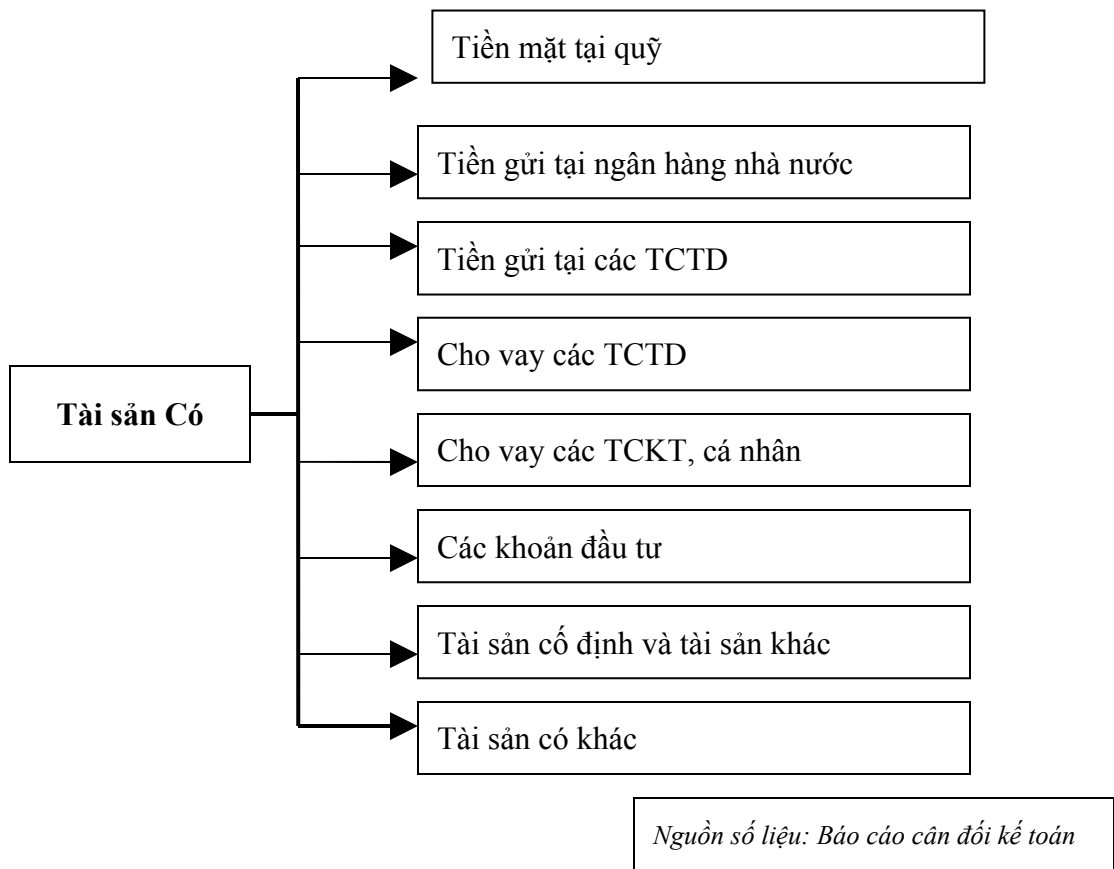 Tiền mặt tại quỹ
Tiền gửi tại ngân hàng nhà nước
Tiền gửi tại các TCTD
Cho vay các TCTD
Tài sản Có
Cho vay các TCKT, cá nhân
Các khoản đầu tư
Tài sản cố định và tài sản khác
Tài sản có khác
Nguồn số liệu: Báo cáo cân đối kế toán